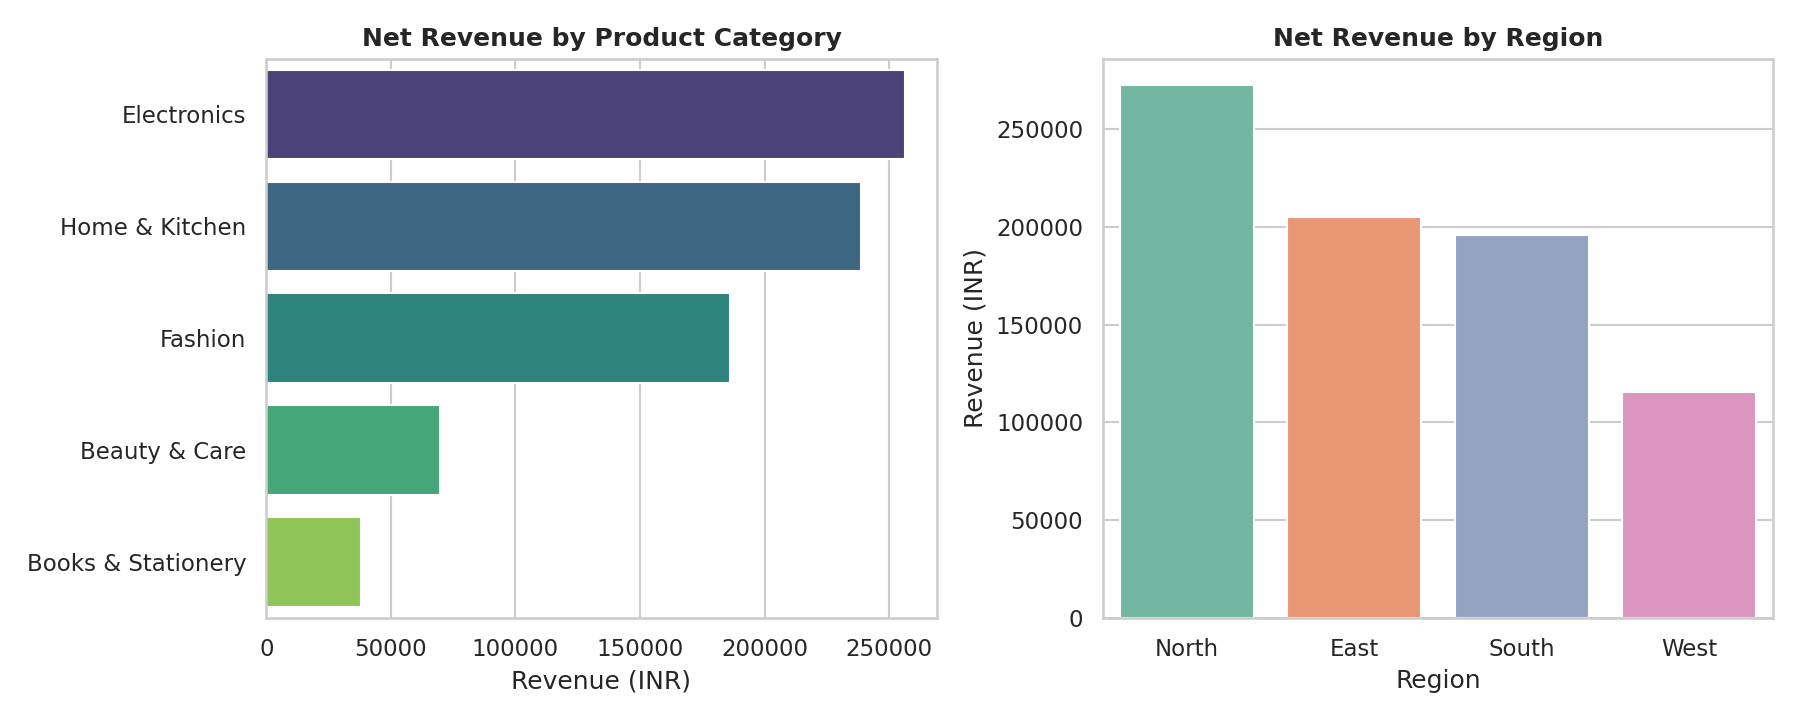 Net Revenue by Product Category
Electronics
Home & Kitchen
Fashion
Beauty & Care
Books & Stationery
0 50000 100000 150000 200000 250000
Revenue (INR)
Net Revenue by Region
Revenue (INR)
250000
200000
150000
100000
50000
0
North East South West
Region